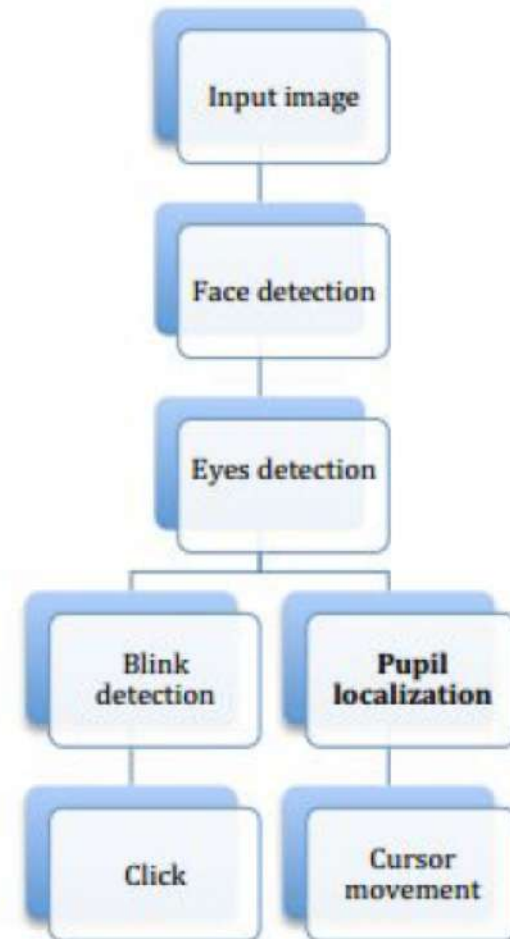 Input image
Face detection
Eyes detection
Blink
detection
Pupil
localization
Click
Cursor
movement